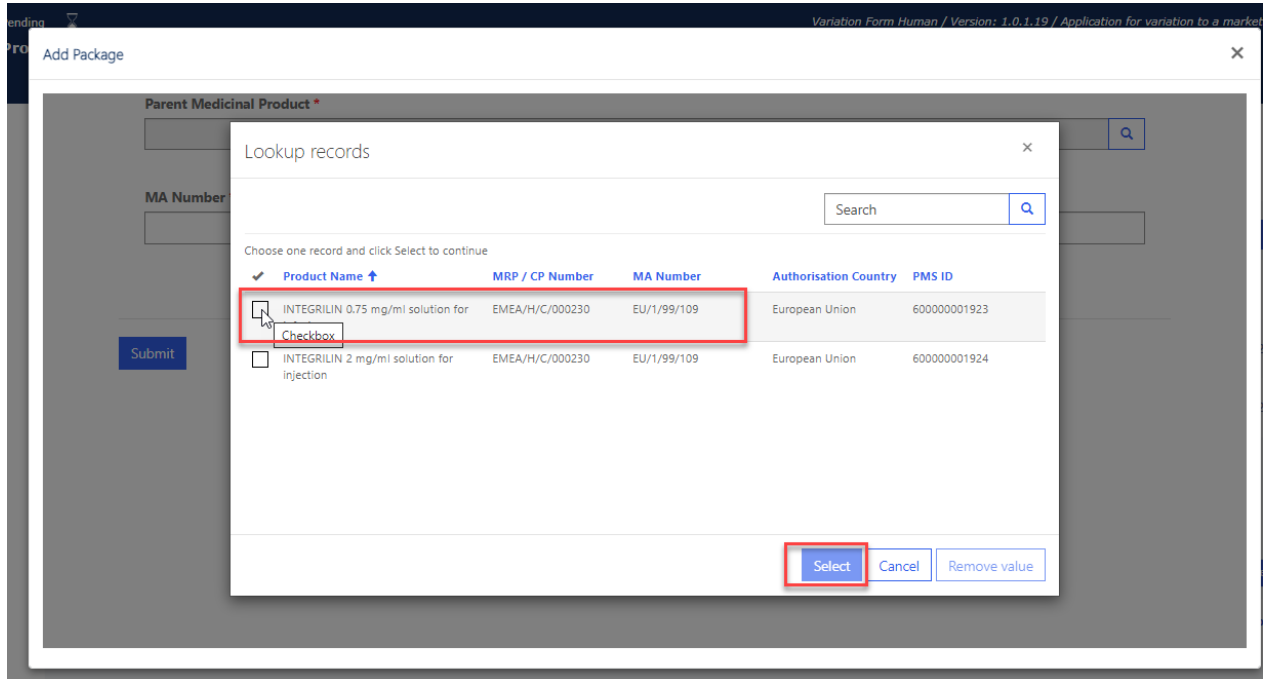 ending
Variation Form Human / Version: 1.0.1.19 / Application for variation to a market
Pro
Add Package
×
Parent Medicinal Product *
Lookup records
×
MA Number
Search
Choose one record and click Select to continue
Product Name MRP / CP Number MA Number Authorisation Country PMS ID
INTEGRILIN 0.75 mg/ml solution for EMEA/H/C/000230 EU/1/99/109 European Union 600000001923
Checkbox
Submit
INTEGRILIN 2 mg/ml solution for EMEA/H/C/000230 EU/1/99/109 European Union 600000001924
injection
Select Cancel Remove value